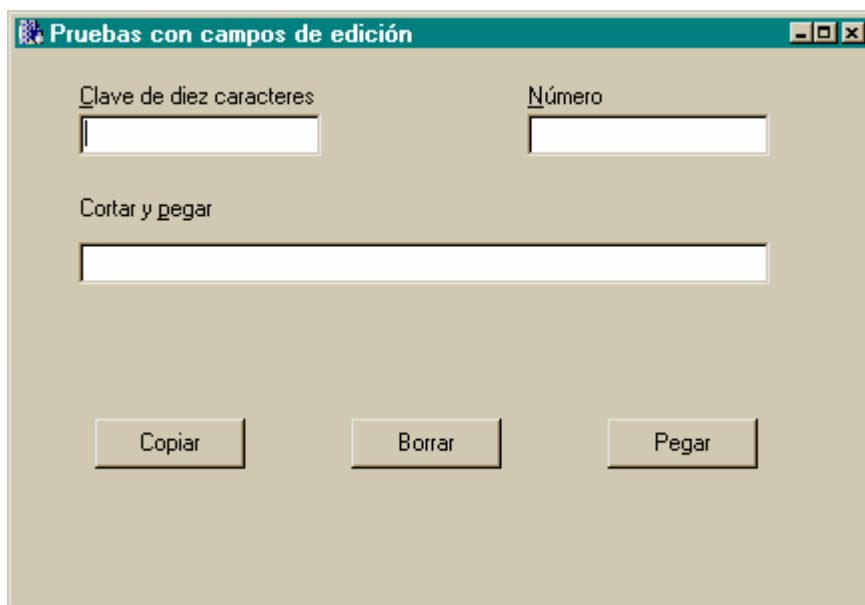 Pruebas con campos de edición
Clave de diez caracteres
Número
Cortar y pegar
Copiar
Borrar
Pegar